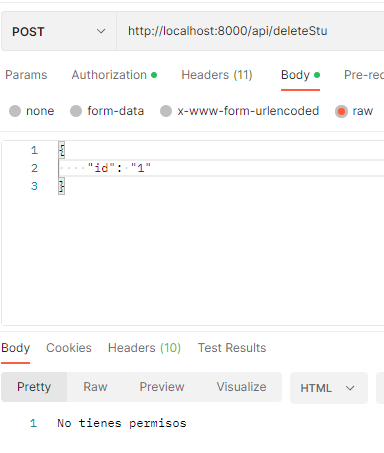 POST http://localhost:8000/api/deleteStu
Params Authorization Headers (11) Body Pre-rec
none form-data x-www-form-urlencoded raw
1 {
2 "id": "1"
3 }
Body Cookies Headers (10) Test Results
Pretty Raw Preview Visualize HTML
1 No tienes permisos